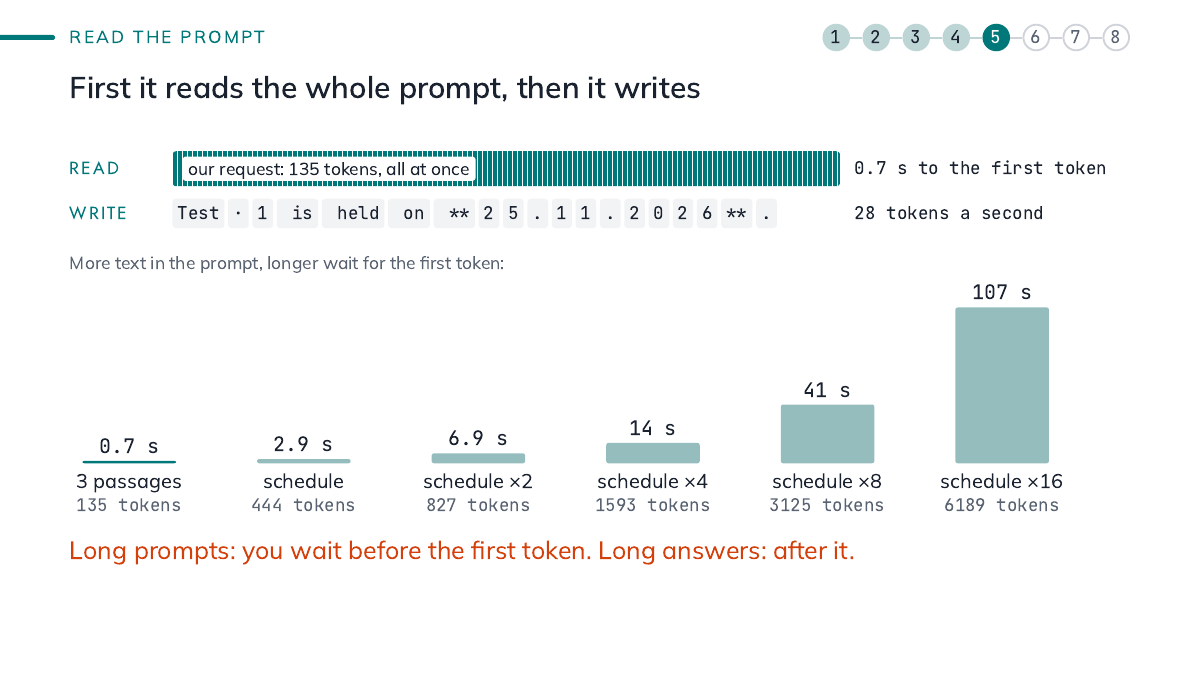 READ THE PROMPT
1 2 3 4 5 6 7 8
First it reads the whole prompt, then it writes
READ our request: 135 tokens, all at once 0.7 s to the first token
WRITE Test · 1 is held on ** 2 5 . 1 1 . 2 0 2 6 ** . 28 tokens a second
More text in the prompt, longer wait for the first token:
0.7 s 2.9 s 6.9 s 14 s 41 s 107 s
3 passages schedule schedule ×2 schedule ×4 schedule ×8 schedule ×16
135 tokens 444 tokens 827 tokens 1593 tokens 3125 tokens 6189 tokens
Long prompts: you wait before the first token. Long answers: after it.